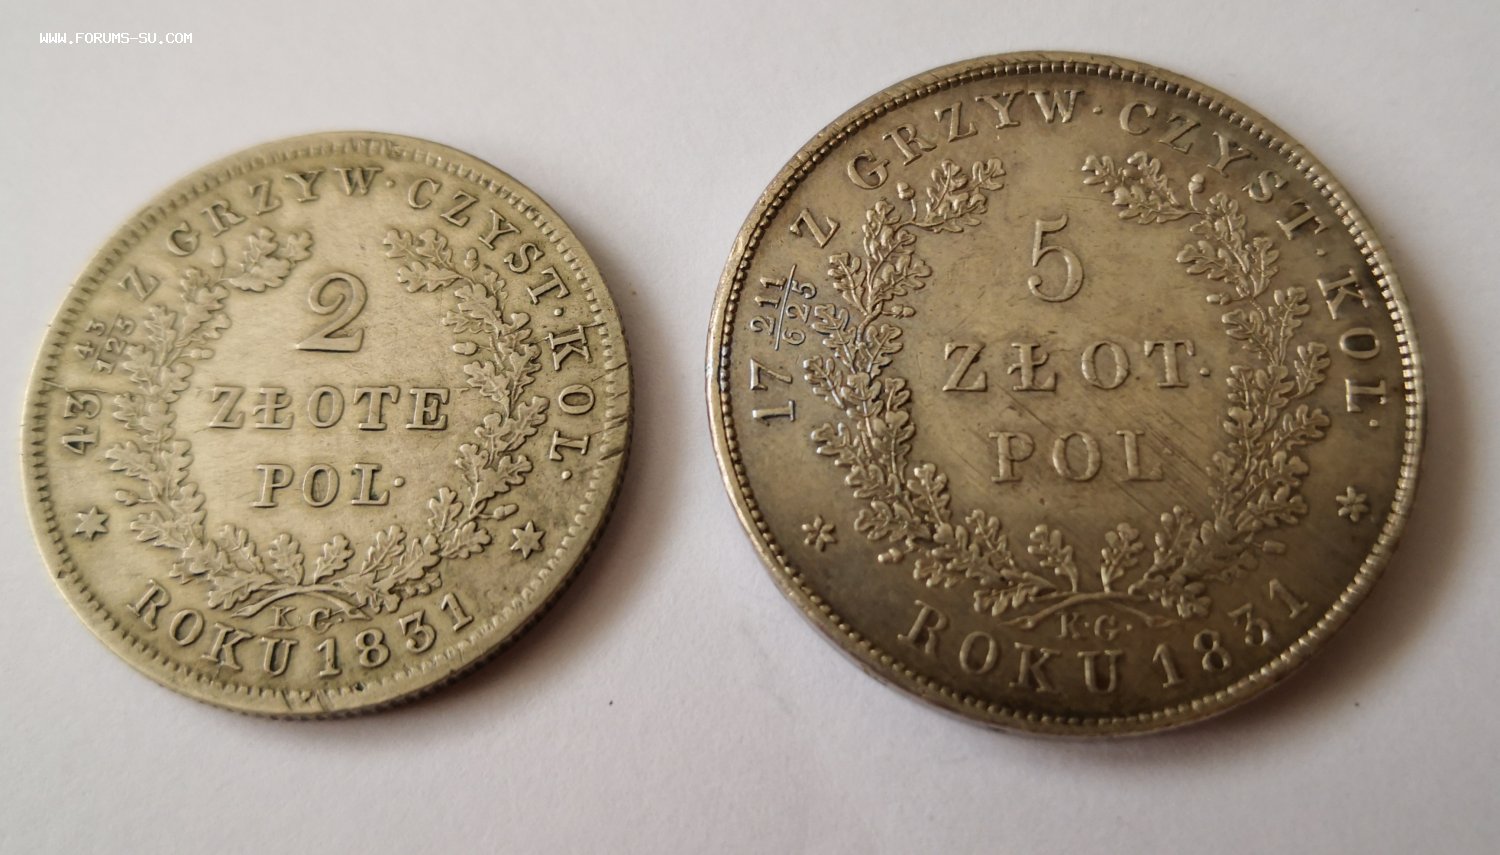 WWW.FORUMS-SU.COM
43 43/125 Z GRZYW · CZYST · KOL ·
2
ZŁOTE
POL ·
K.G.
ROKU 1831
17 211/625 Z GRZYW · CZYST · KOL ·
5
ZŁOT.
POL
K·G·
ROKU 1831